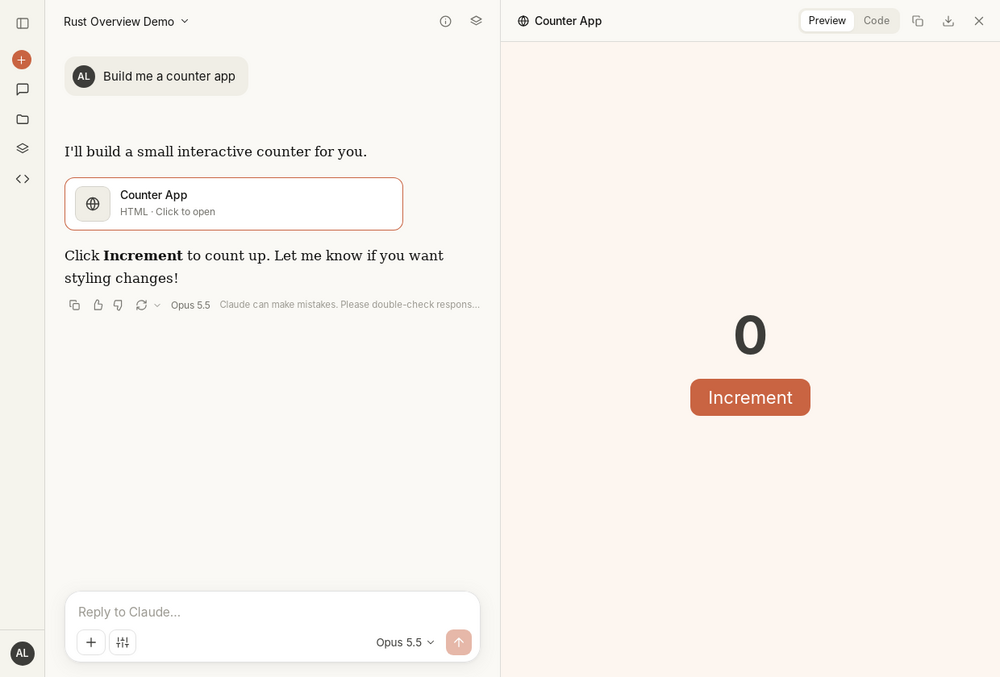 Rust Overview Demo
AL
Build me a counter app
I'll build a small interactive counter for you.
Counter App
HTML · Click to open
Click Increment to count up. Let me know if you want
styling changes!
Opus 5.5
Claude can make mistakes. Please double-check respons...
Reply to Claude...
Opus 5.5
AL
Counter App
Preview
Code
0
Increment